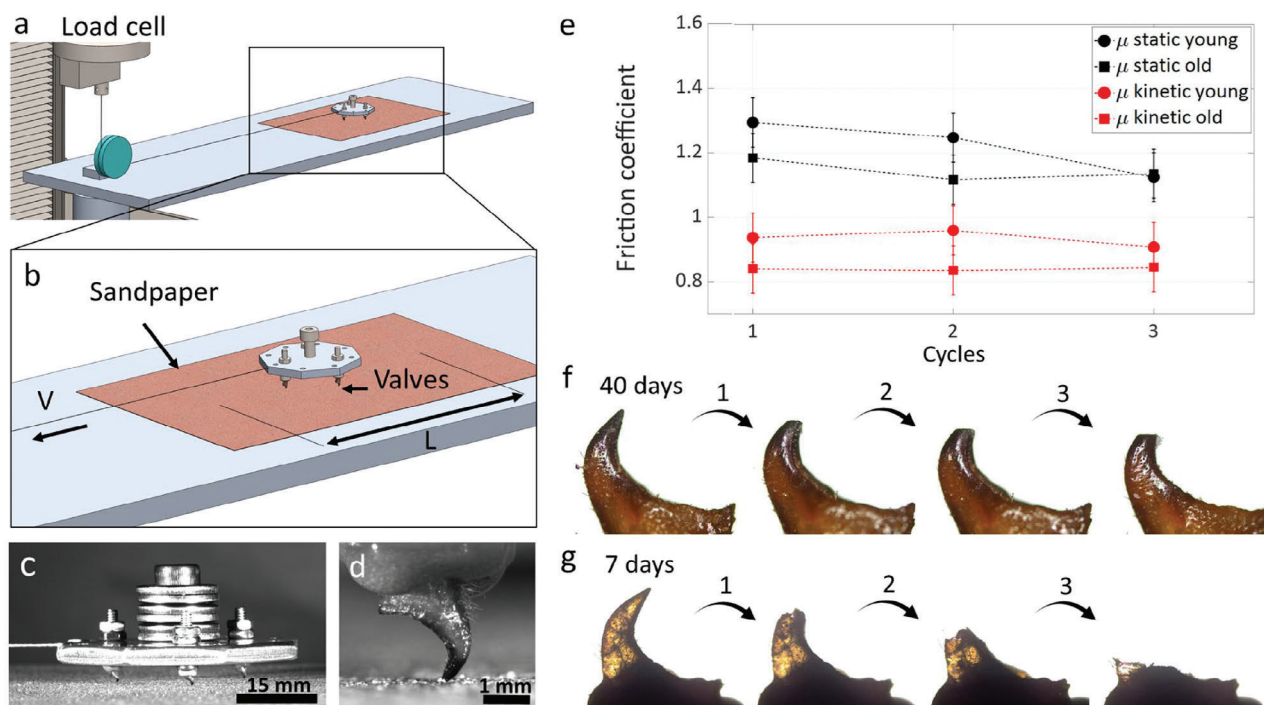 a
Load cell
b
Sandpaper
Valves
V
L
c
15 mm
d
1 mm
e
1.6
1.4
1.2
1
0.8
Friction coefficient
1
2
3
Cycles
μ static young
μ static old
μ kinetic young
μ kinetic old
f
40 days
1
2
3
g
7 days
1
2
3